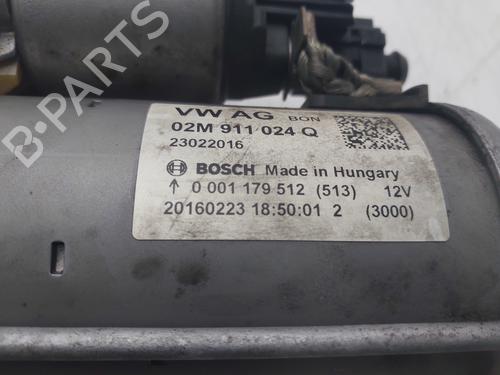 B-PARTS
VW AG BON
02M 911 024 Q
23022016
BOSCH Made in Hungary
↑ 0 001 179 512 (513) 12V
20160223 18:50:01 2 (3000)